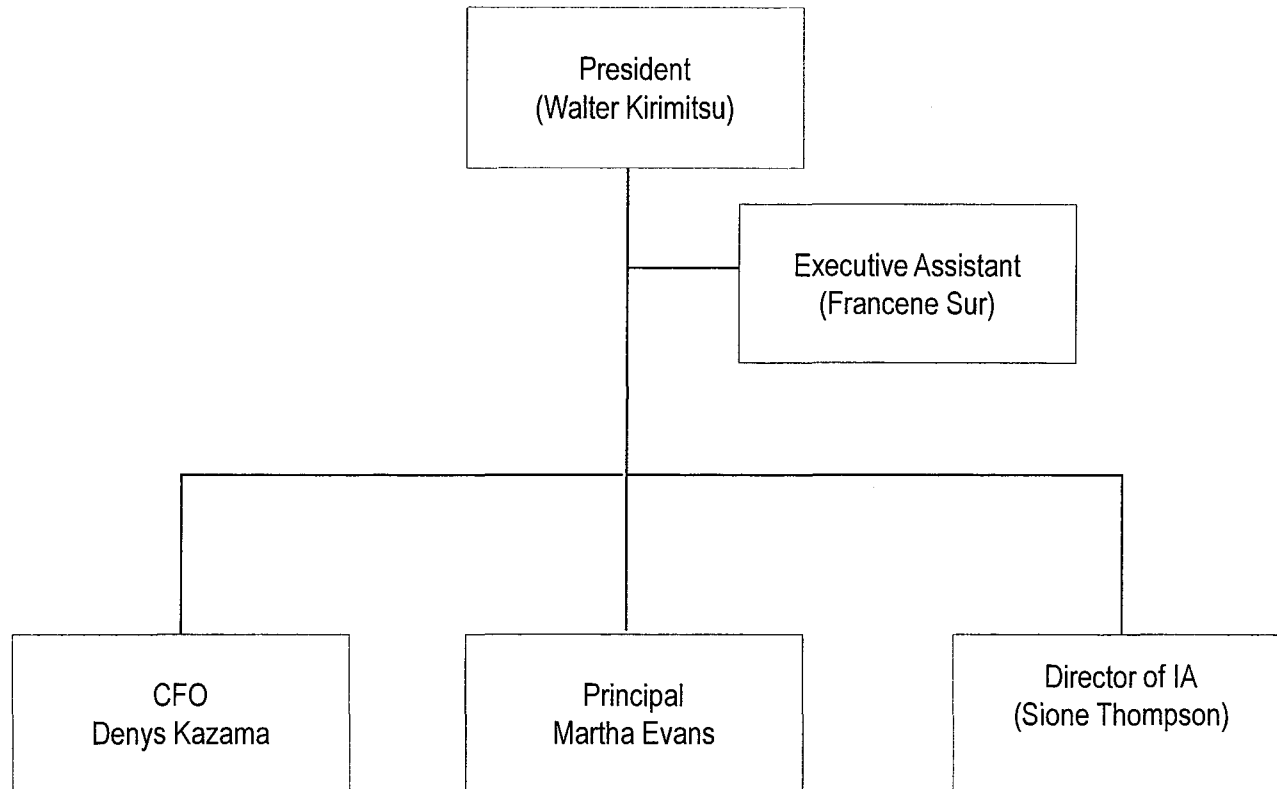 President
(Walter Kirimitsu)
Executive Assistant
(Francene Sur)
CFO
Denys Kazama
Principal
Martha Evans
Director of IA
(Sione Thompson)